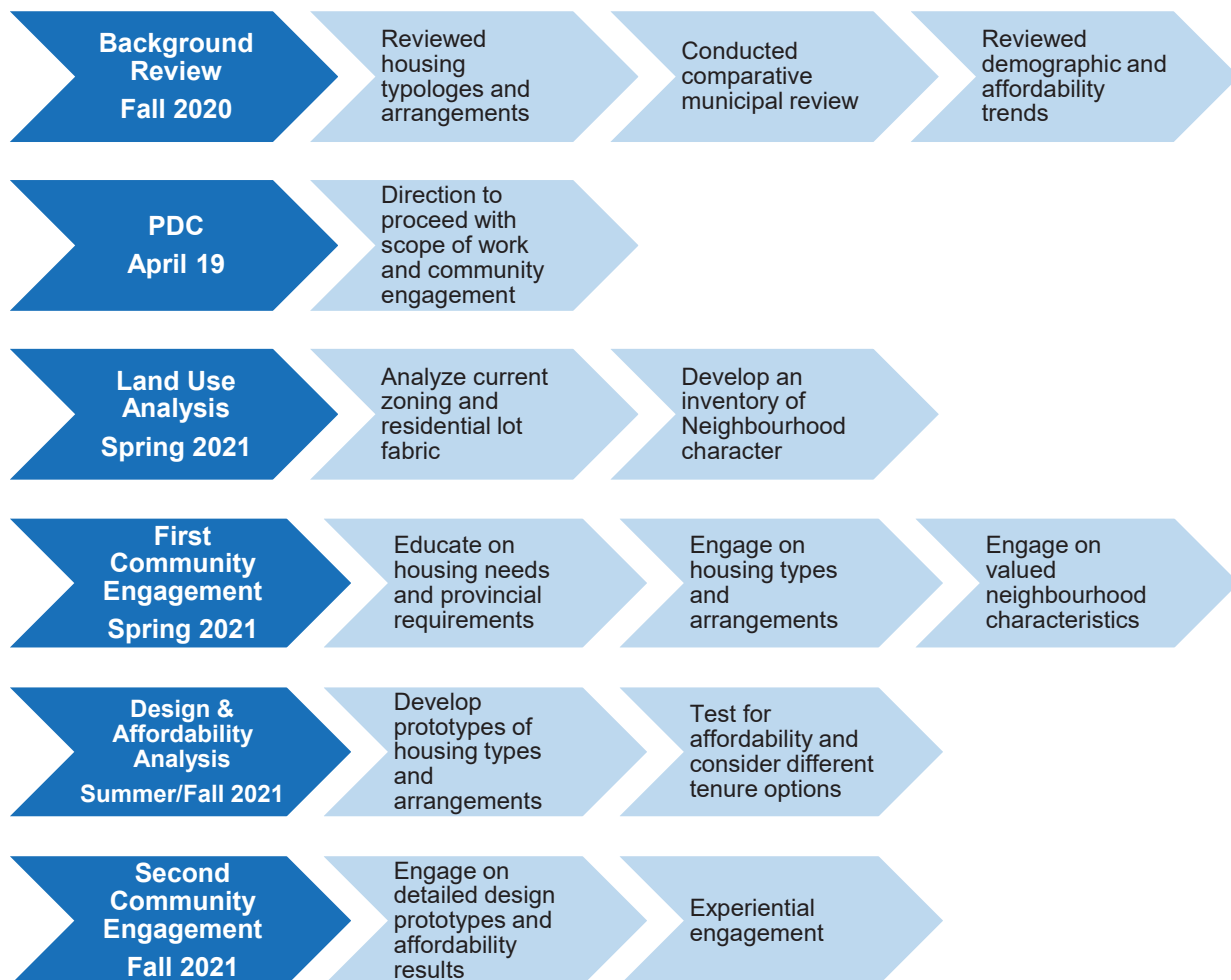 Background
Review
Fall 2020
Reviewed
housing
typologes and
arrangements
Conducted
comparative
municipal review
Reviewed
demographic and
affordability
trends
PDC
April 19
Direction to
proceed with
scope of work
and community
engagement
Land Use
Analysis
Spring 2021
Analyze current
zoning and
residential lot
fabric
Develop an
inventory of
Neighbourhood
character
First
Community
Engagement
Spring 2021
Educate on
housing needs
and provincial
requirements
Engage on
housing types
and
arrangements
Engage on
valued
neighbourhood
characteristics
Design &
Affordability
Analysis
Summer/Fall 2021
Develop
prototypes of
housing types
and
arrangements
Test for
affordability and
consider different
tenure options
Second
Community
Engagement
Fall 2021
Engage on
detailed design
prototypes and
affordability
results
Experiential
engagement